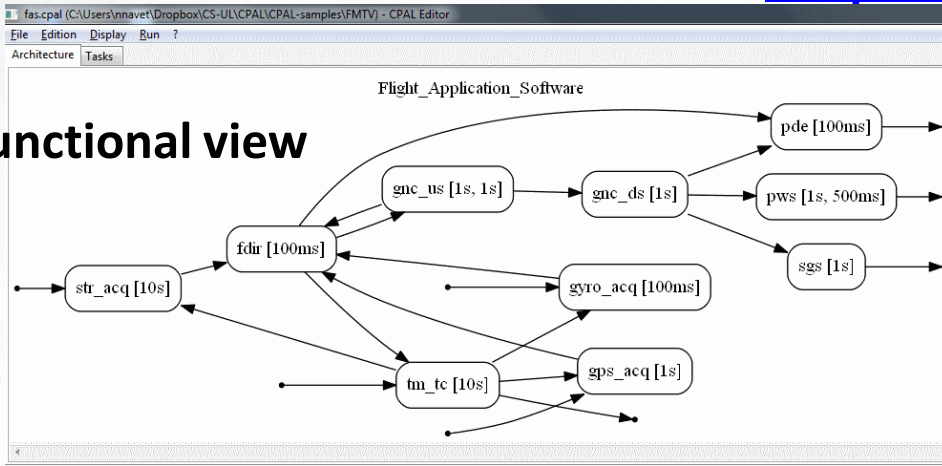 fas.cpal (C:\Users\nnavet\Dropbox\CS-UL\CPAL\CPAL-samples\FMTV) - CPAL Editor
File Edition Display Run ?
Architecture Tasks
Flight_Application_Software
unctional view
pde [100ms]
gnc_us [1s, 1s]
gnc_ds [1s]
pws [1s, 500ms]
fdir [100ms]
sgs [1s]
str_acq [10s]
gyro_acq [100ms]
tm_tc [10s]
gps_acq [1s]